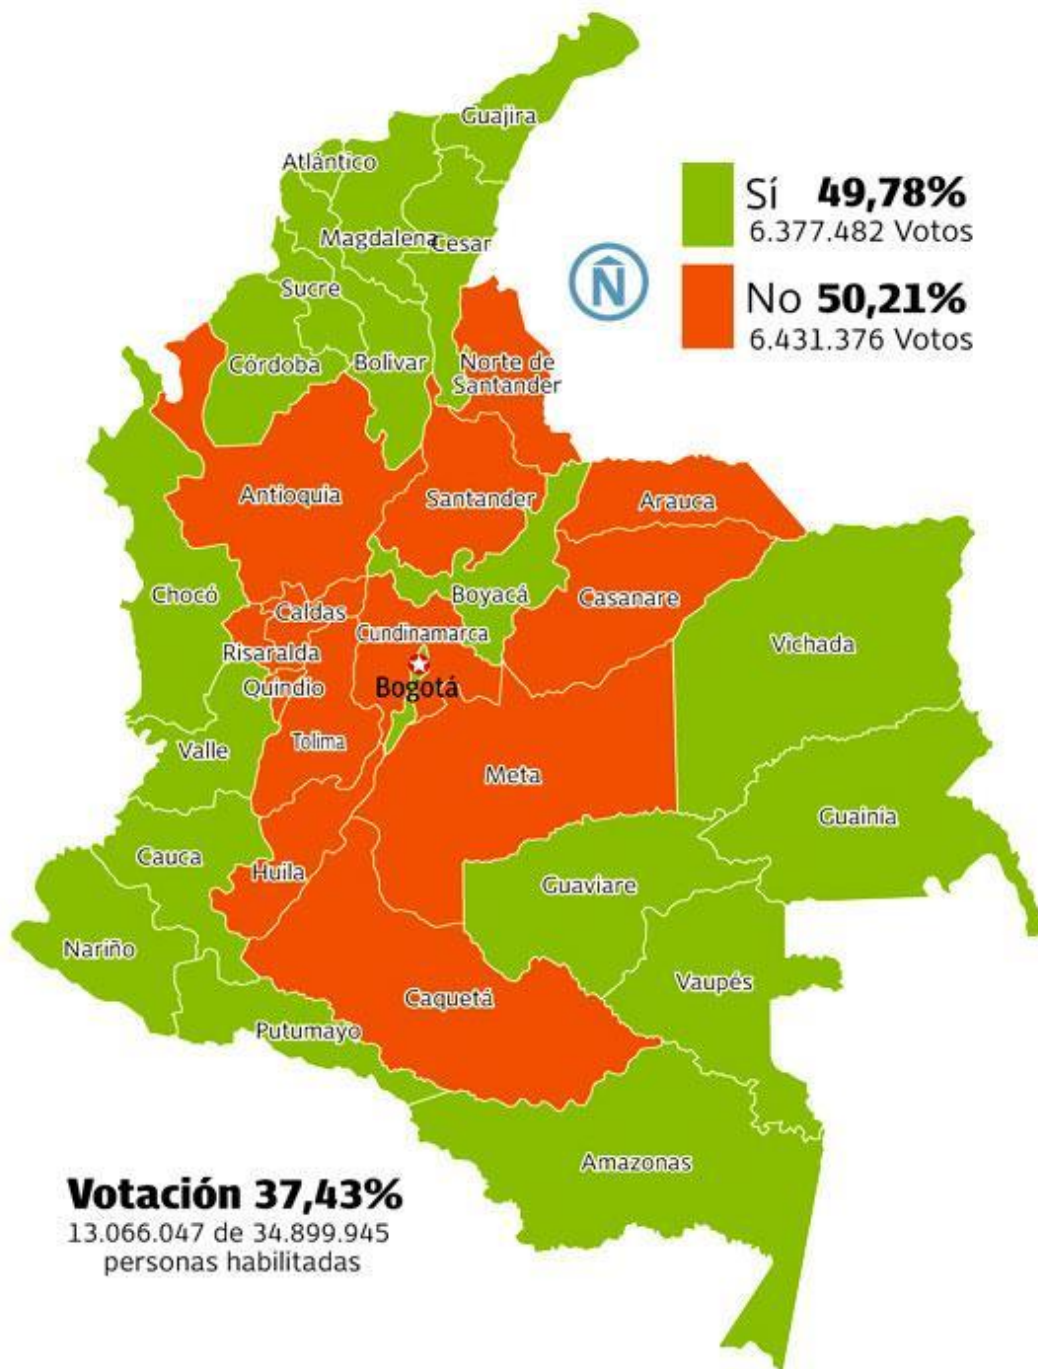 Guajira
Atlántico
Sí 49,78%
6.377.482 Votos
Magdalena
Cesar
N
Sucre
No 50,21%
6.431.376 Votos
Córdoba
Bolivar
Norte de
Santander
Antioquia
Santander
Arauca
Chocó
Boyacá
Casanare
Caldas
Cundinamarca
Vichada
Risaralda
Quindio
Bogotá
Valle
Tolima
Meta
Guainia
Cauca
Huila
Guaviare
Nariño
Vaupés
Caquetá
Putumayo
Amazonas
Votación 37,43%
13.066.047 de 34.899.945
personas habilitadas